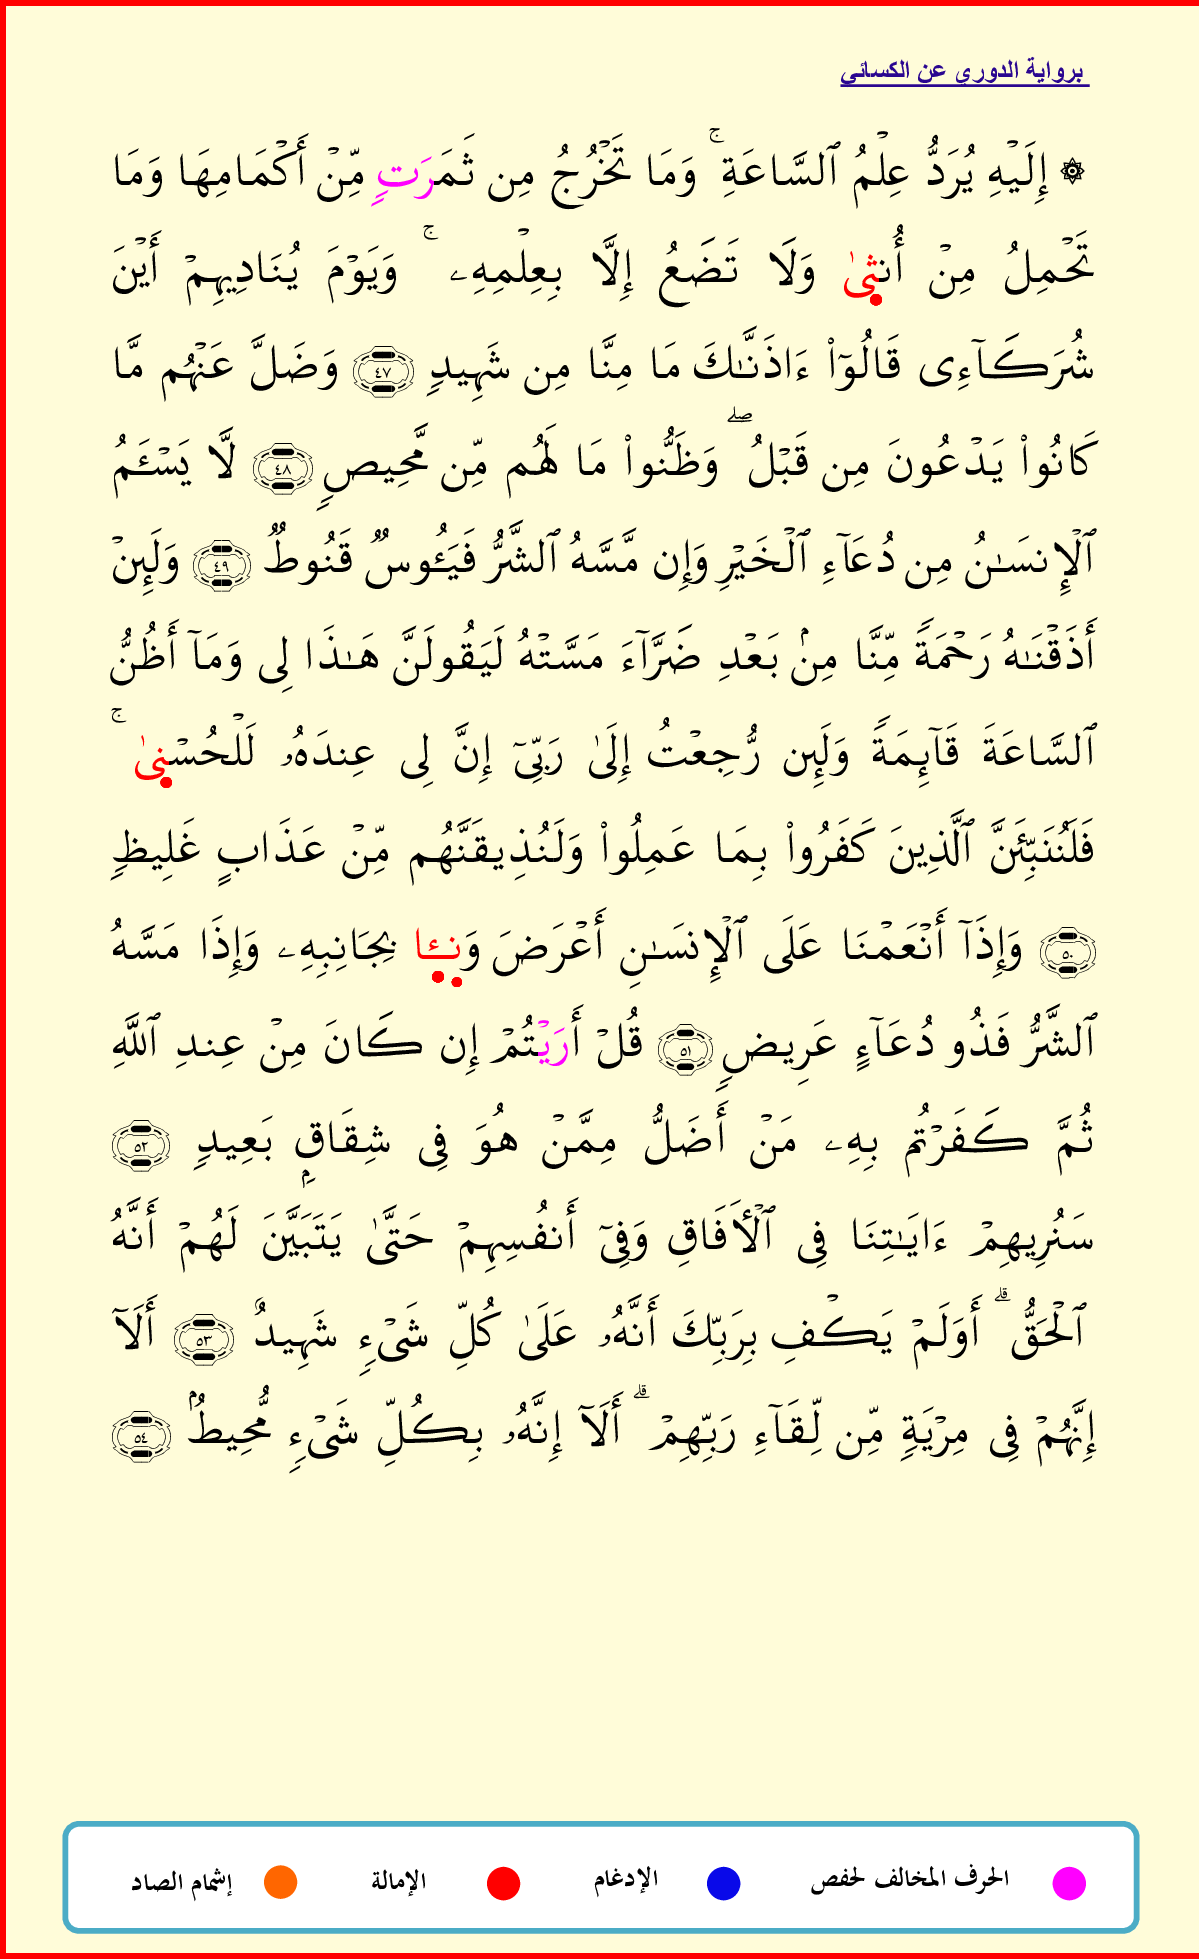 برواية الدوري عن الكسائي
۞ إِلَيۡهِ يُرَدُّ عِلۡمُ ٱلسَّاعَةِۚ وَمَا تَخۡرُجُ مِن ثَمَرَتٖ مِّنۡ أَكۡمَامِهَا وَمَا
تَحۡمِلُ مِنۡ أُنثىٰ وَلَا تَضَعُ إِلَّا بِعِلۡمِهِۦۚ وَيَوۡمَ يُنَادِيهِمۡ أَيۡنَ
شُرَكَآءِي قَالُوٓاْ ءَاذَنَّٰكَ مَا مِنَّا مِن شَهِيدٖ ٤٧ وَضَلَّ عَنۡهُم مَّا
كَانُواْ يَدۡعُونَ مِن قَبۡلُۖ وَظَنُّواْ مَا لَهُم مِّن مَّحِيصٖ ٤٨ لَّا يَسۡـَٔمُ
ٱلۡإِنسَٰنُ مِن دُعَآءِ ٱلۡخَيۡرِ وَإِن مَّسَّهُ ٱلشَّرُّ فَيَـُٔوسٞ قَنُوطٞ ٤٩ وَلَئِنۡ
أَذَقۡنَٰهُ رَحۡمَةٗ مِّنَّا مِنۢ بَعۡدِ ضَرَّآءَ مَسَّتۡهُ لَيَقُولَنَّ هَٰذَا لِي وَمَآ أَظُنُّ
ٱلسَّاعَةَ قَآئِمَةٗ وَلَئِن رُّجِعۡتُ إِلَىٰ رَبِّيٓ إِنَّ لِي عِندَهُۥ لَلۡحُسۡنىٰۚ
فَلَنُنَبِّئَنَّ ٱلَّذِينَ كَفَرُواْ بِمَا عَمِلُواْ وَلَنُذِيقَنَّهُم مِّنۡ عَذَابٍ غَلِيظٖ
٥٠ وَإِذَآ أَنۡعَمۡنَا عَلَى ٱلۡإِنسَٰنِ أَعۡرَضَ وَنـٔا بِجَانِبِهِۦ وَإِذَا مَسَّهُ
ٱلشَّرُّ فَذُو دُعَآءٍ عَرِيضٖ ٥١ قُلۡ أَرَيۡتُمۡ إِن كَانَ مِنۡ عِندِ ٱللَّهِ
ثُمَّ كَفَرۡتُم بِهِۦ مَنۡ أَضَلُّ مِمَّنۡ هُوَ فِي شِقَاقِۭ بَعِيدٖ ٥٢
سَنُرِيهِمۡ ءَايَٰتِنَا فِي ٱلۡأٓفَاقِ وَفِيٓ أَنفُسِهِمۡ حَتَّىٰ يَتَبَيَّنَ لَهُمۡ أَنَّهُ
ٱلۡحَقُّۗ أَوَلَمۡ يَكۡفِ بِرَبِّكَ أَنَّهُۥ عَلَىٰ كُلِّ شَيۡءٖ شَهِيدٌ ٥٣ أَلَآ
إِنَّهُمۡ فِي مِرۡيَةٖ مِّن لِّقَآءِ رَبِّهِمۡۗ أَلَآ إِنَّهُۥ بِكُلِّ شَيۡءٖ مُّحِيطُۢ ٥٤
الحرف المخالف لحفص الإدغام الإمالة إشمام الصاد